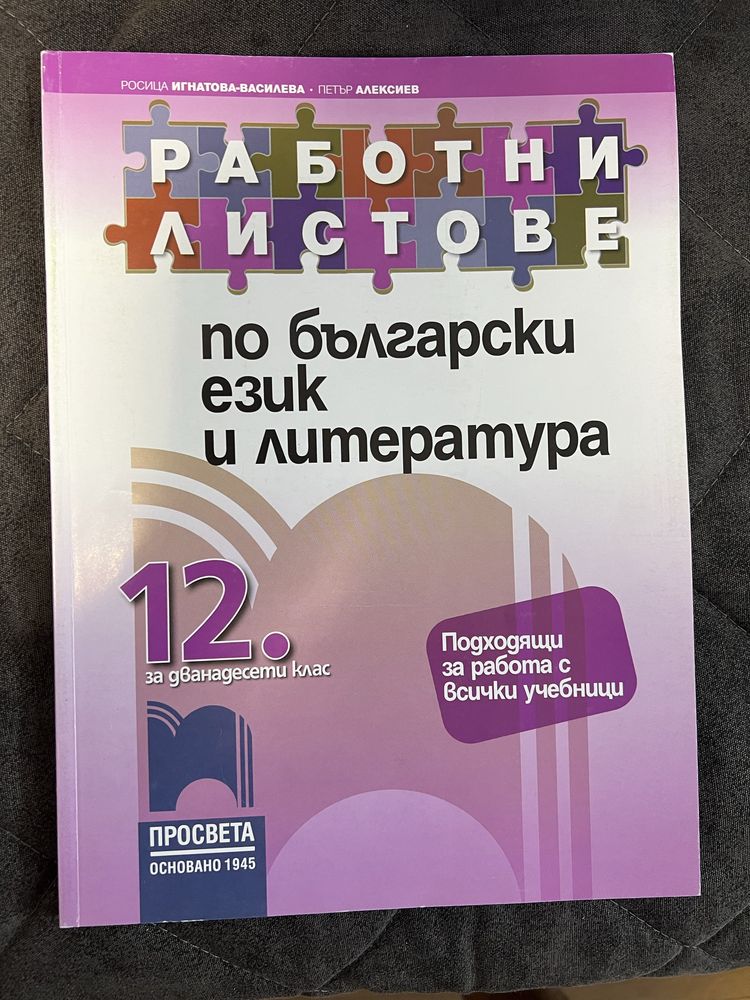 РОСИЦА ИГНАТОВА-ВАСИЛЕВА • ПЕТЪР АЛЕКСИЕВ
РАБОТНИ
ЛИСТОВЕ
по български
език
и литература
12.
за дванадесети клас
Подходящи
за работа с
всички учебници
ПРОСВЕТА
ОСНОВАНО 1945